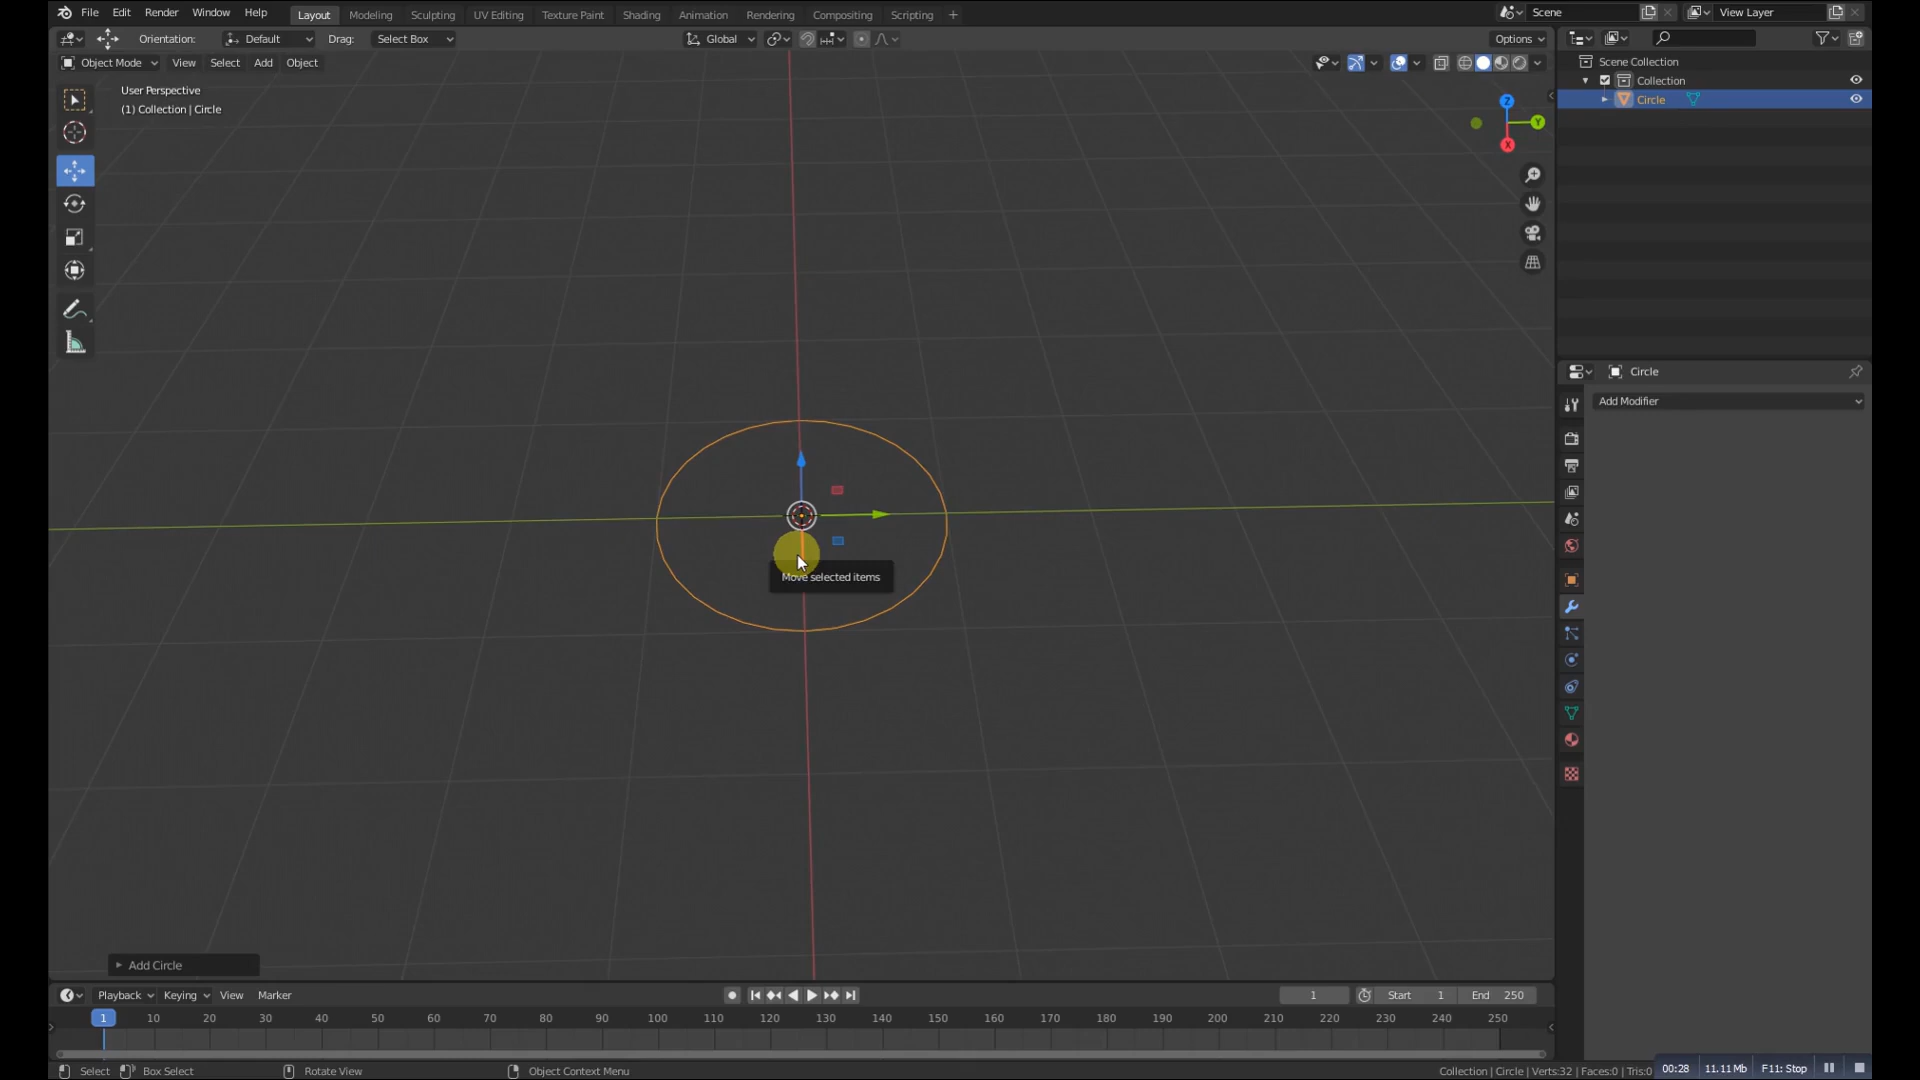 File Edit Render Window Help Layout Modeling Sculpting UV Editing Texture Paint Shading Animation Rendering Compositing Scripting + Scene View Layer
Orientation: Default Drag: Select Box Global Options
Object Mode View Select Add Object
Scene Collection
Collection
Circle
User Perspective
(1) Collection | Circle
Z
Y
X
Circle
Add Modifier
Move selected items
Add Circle
Playback Keying View Marker 1 Start 1 End 250
1 10 20 30 40 50 60 70 80 90 100 110 120 130 140 150 160 170 180 190 200 210 220 230 240 250
Select Box Select Rotate View Object Context Menu Collection | Circle | Verts:32 | Faces:0 | Tris:0 00:28 11.11 Mb F11: Stop